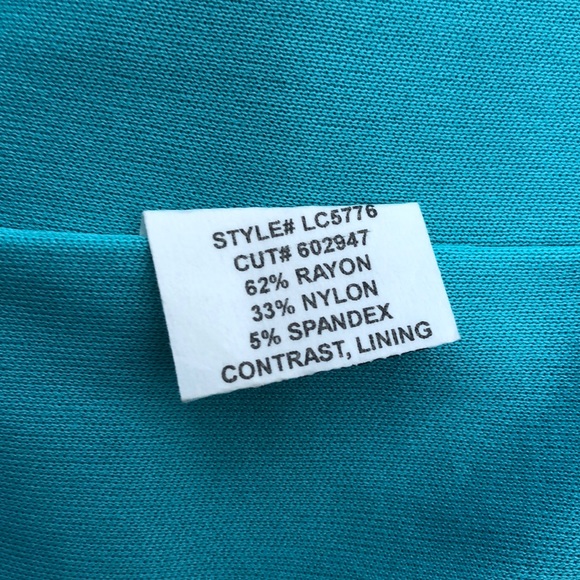 STYLE# LC5776
CUT# 602947
62% RAYON
33% NYLON
5% SPANDEX
CONTRAST, LINING